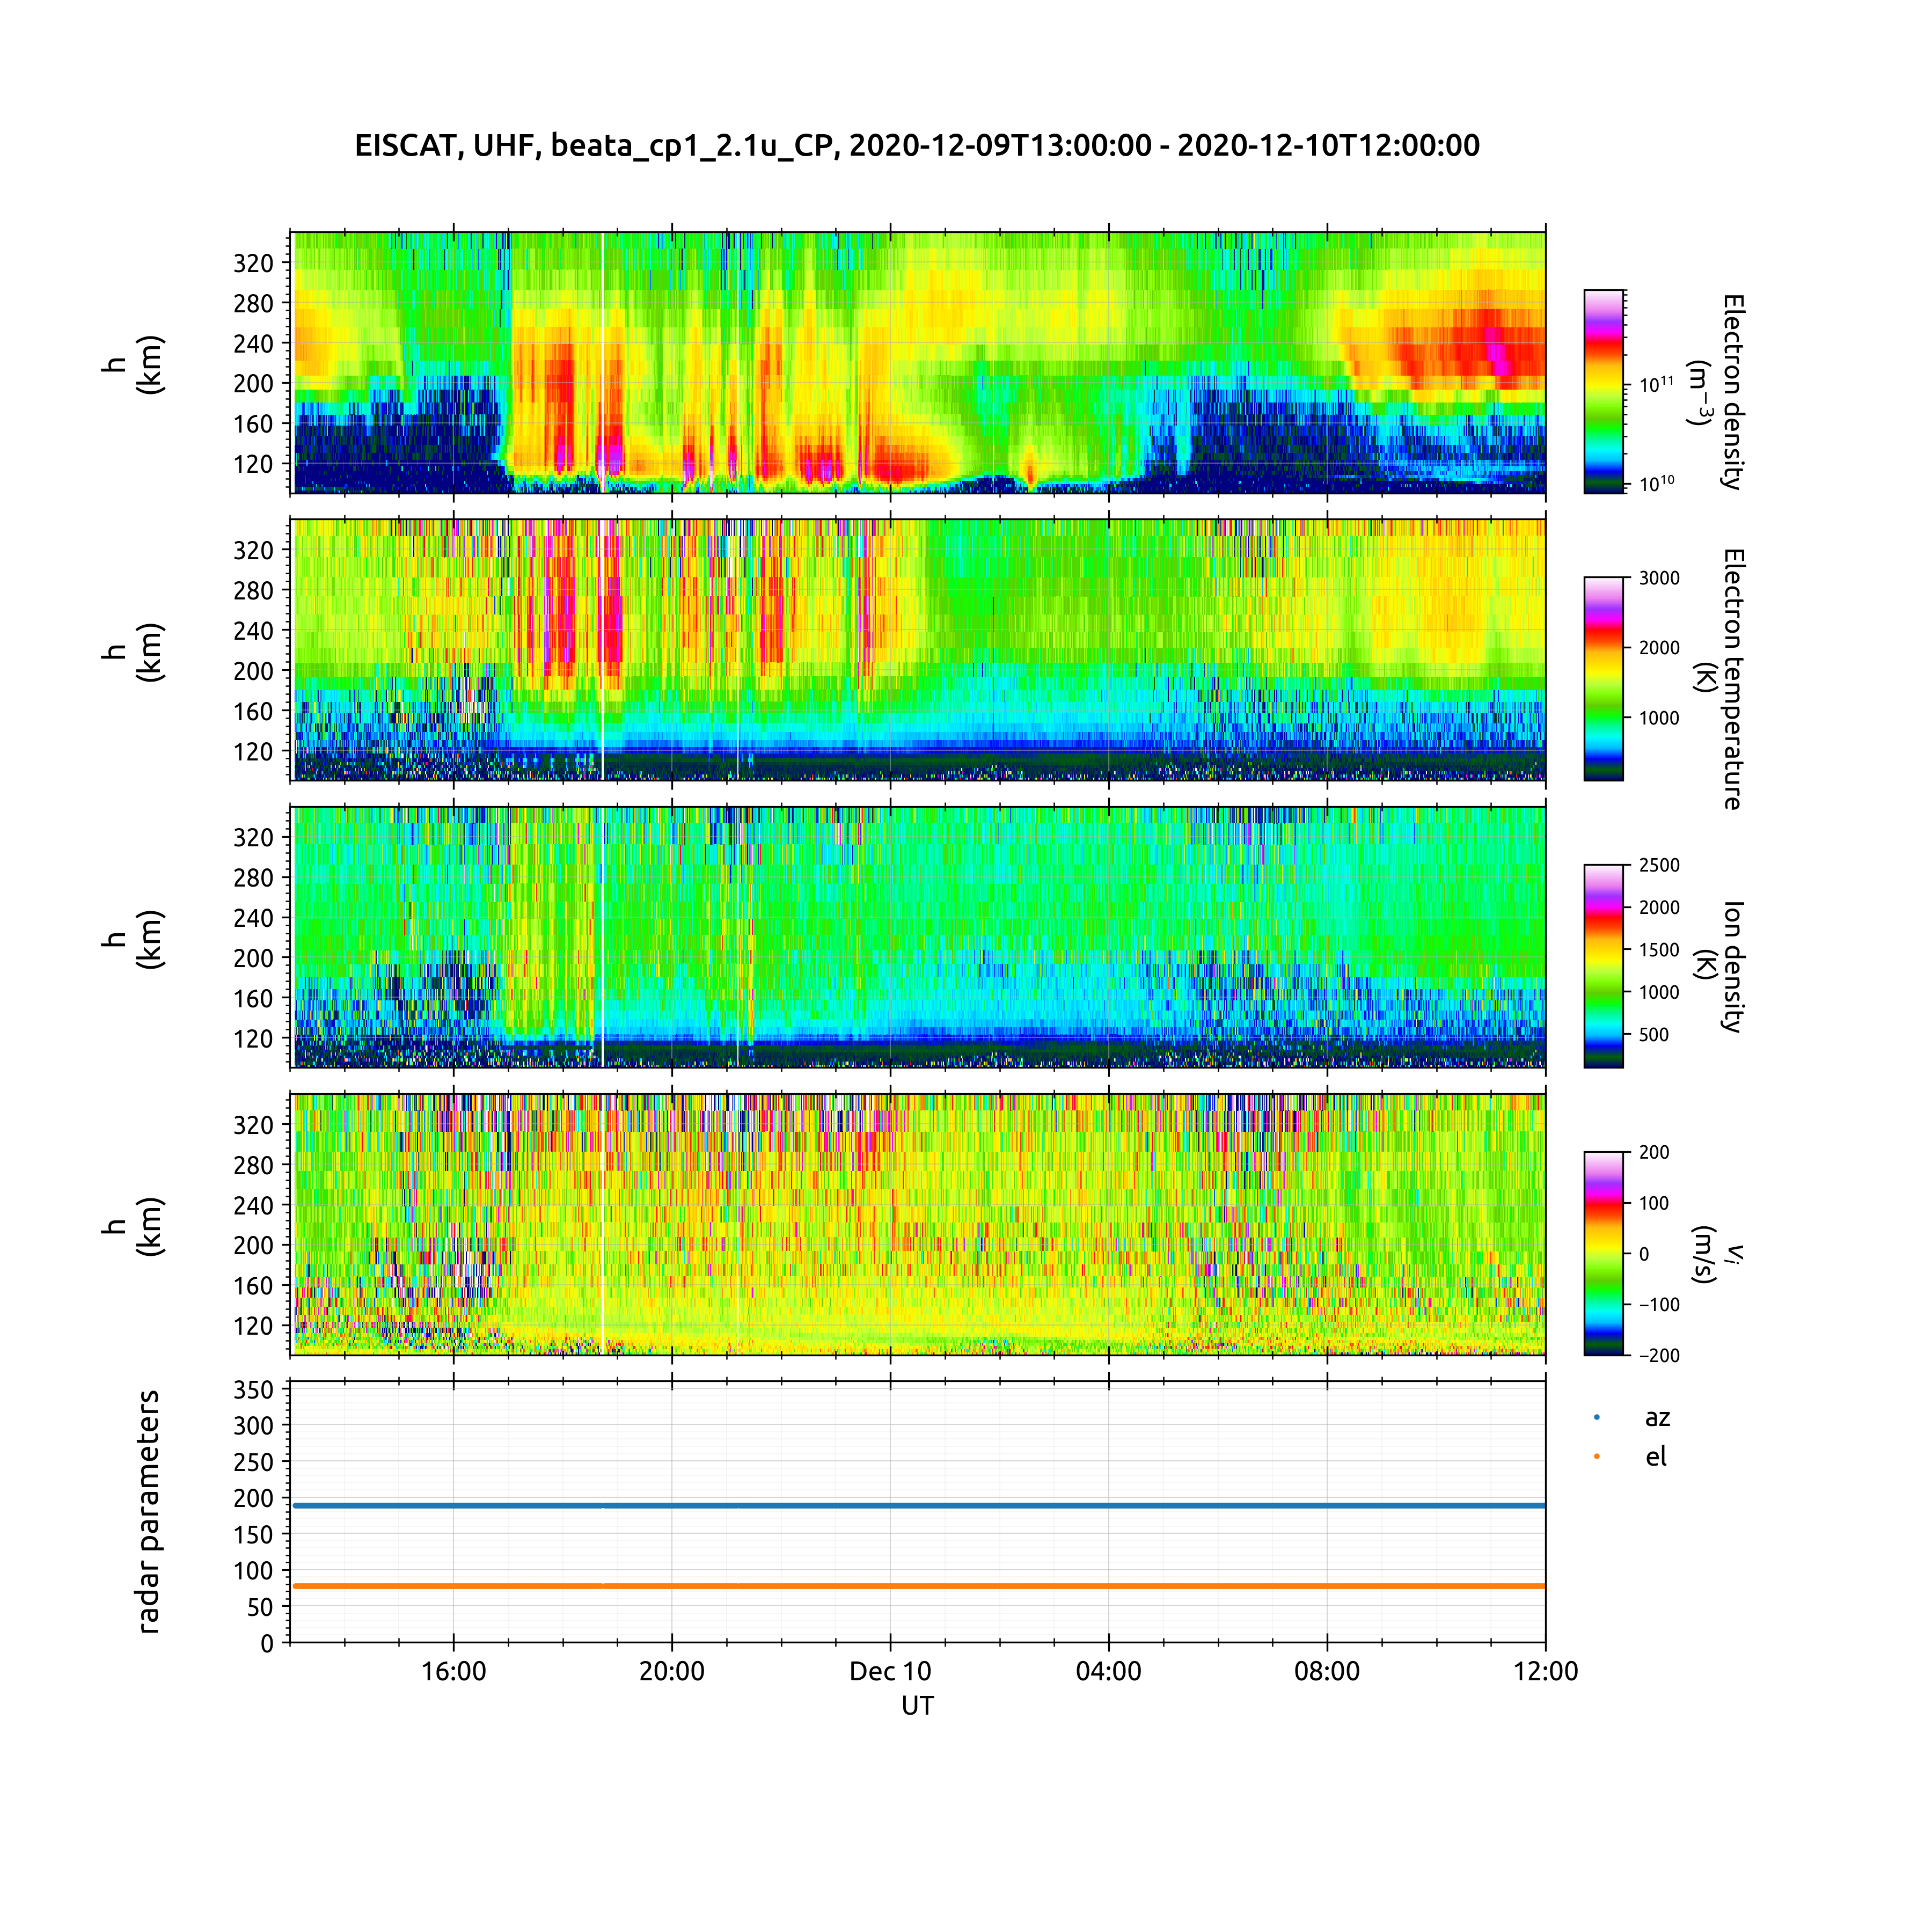 EISCAT, UHF, beata_cp1_2.1u_CP, 2020-12-09T13:00:00 - 2020-12-10T12:00:00
h
(km)
320
280
240
200
160
120
10¹¹
10¹⁰
Electron density
(m⁻³)
h
(km)
320
280
240
200
160
120
3000
2000
1000
Electron temperature
(K)
h
(km)
320
280
240
200
160
120
2500
2000
1500
1000
500
Ion density
(K)
h
(km)
320
280
240
200
160
120
200
100
0
−100
−200
vᵢ
(m/s)
radar parameters
350
300
250
200
150
100
50
0
az
el
16:00 20:00 Dec 10 04:00 08:00 12:00
UT